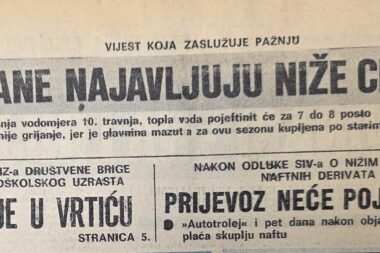 VIJEST KOJA ZASLUŽUJE PAŽNJU
ANE NAJAVLJUJU NIŽE C
nja vodomjera 10. travnja, topla voda pojeftinit će za 7 do 8 posto
nije grijanje, jer je glavnina mazuta za ovu sezonu kupljena po starim
IZ-a DRUŠTVENE BRIGE
OŠKOLSKOG UZRASTA
JE U VRTIĆU
STRANICA 5.
NAKON ODLUKE SIV-a O NIŽIM
NAFTNIH DERIVATA
PRIJEVOZ NEĆE POJ
● »Autotrolej« i pet dana nakon obja
plaća skuplju naftu